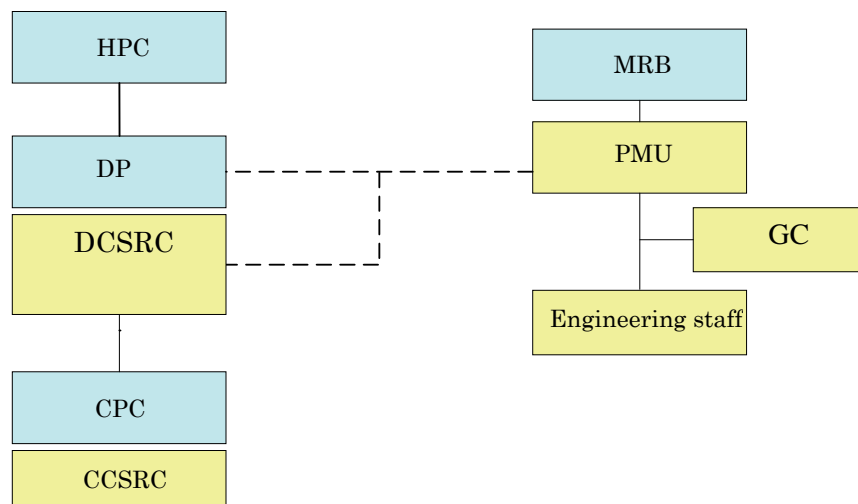 HPC
MRB
DP
PMU
DCSRC
GC
Engineering staff
CPC
CCSRC